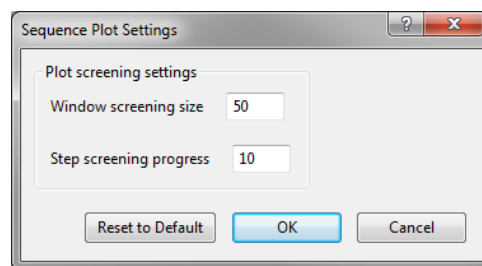 Sequence Plot Settings ? X
Plot screening settings
Window screening size 50
Step screening progress 10
Reset to Default OK Cancel